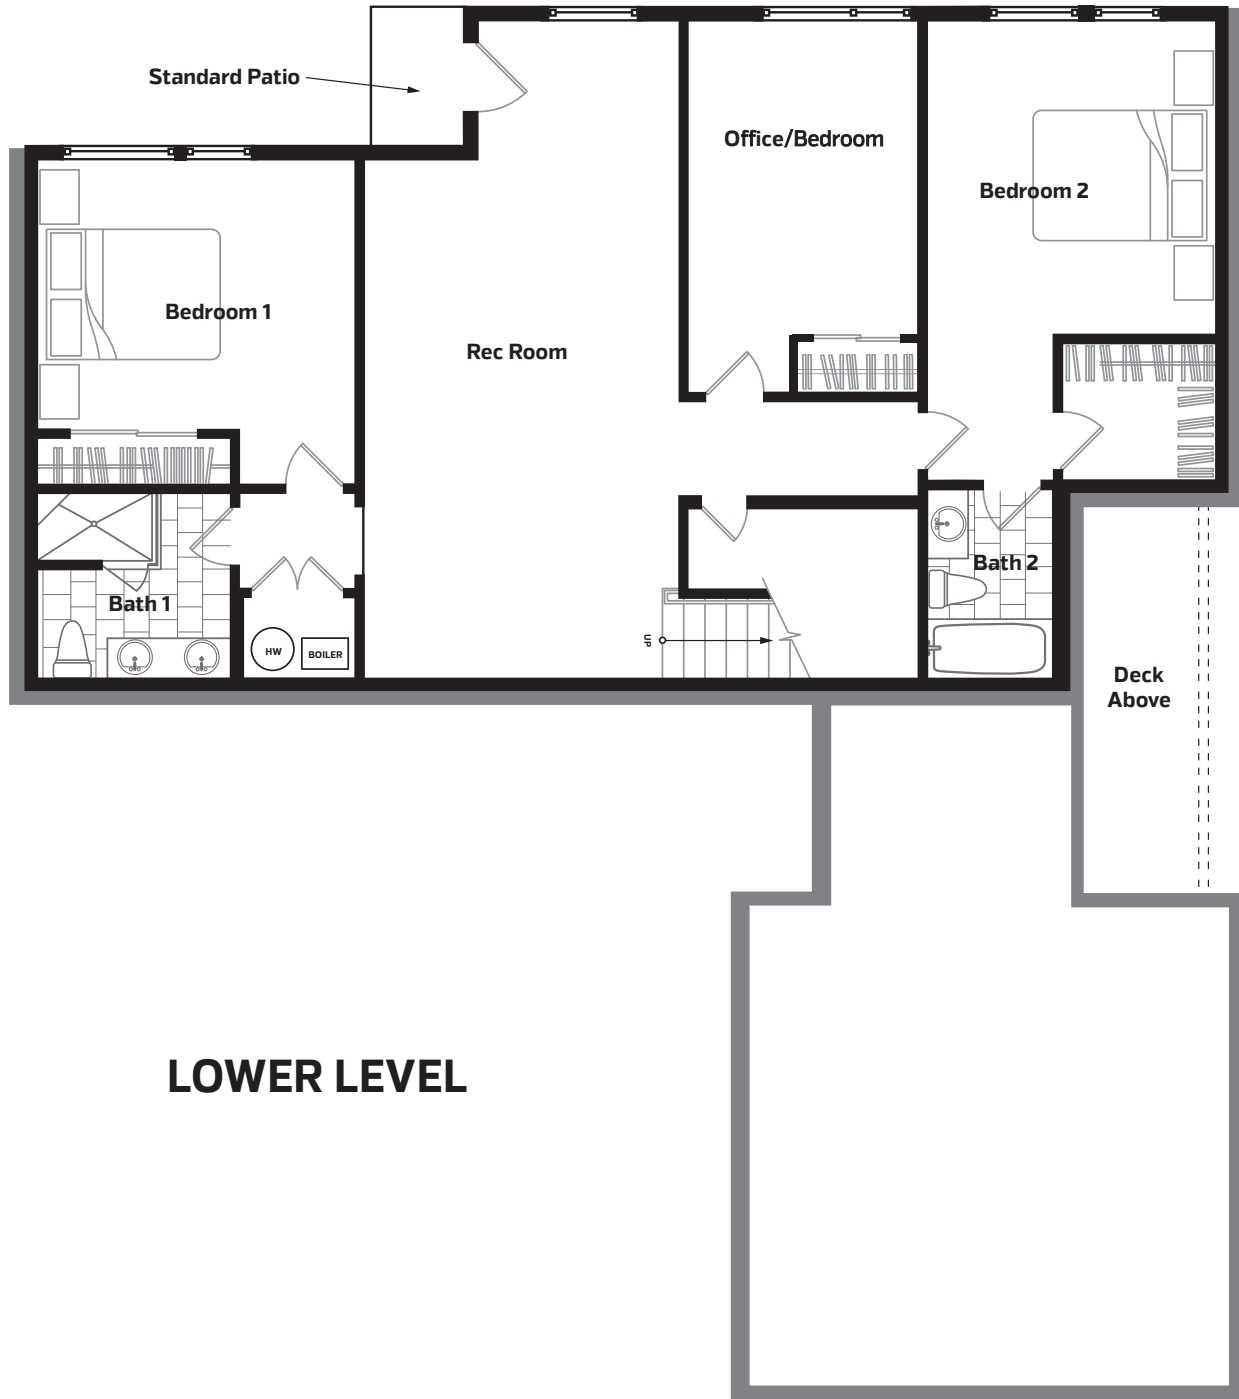 Standard Patio
Office/Bedroom
Bedroom 2
Bedroom 1
Rec Room
Bath 2
Bath 1
UP
HW
BOILER
Deck
Above
LOWER LEVEL